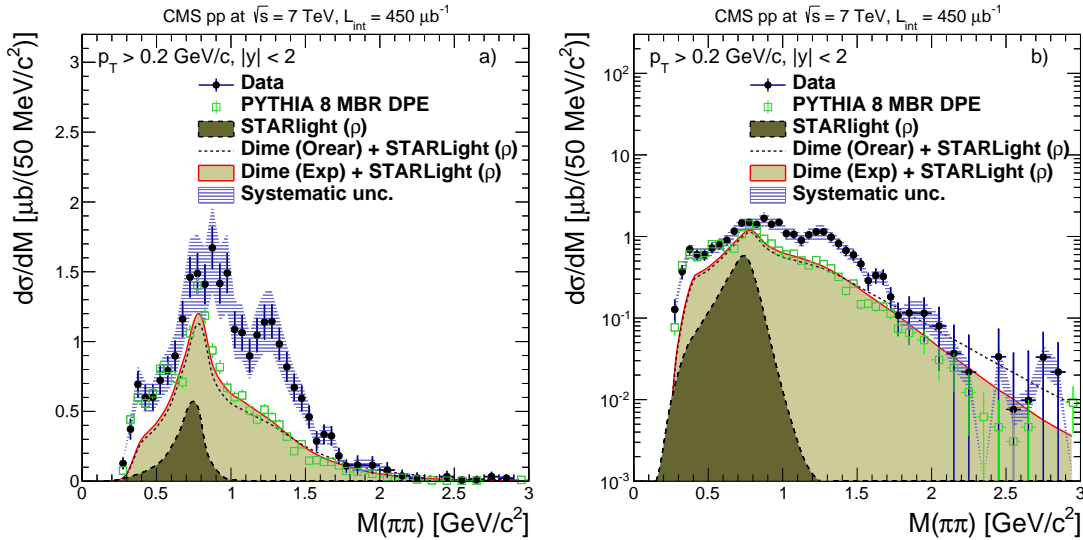 CMS pp at √s = 7 TeV, L_int = 450 μb⁻¹
p_T > 0.2 GeV/c, |y| < 2
a)
Data
PYTHIA 8 MBR DPE
STARlight (ρ)
Dime (Orear) + STARLight (ρ)
Dime (Exp) + STARLight (ρ)
Systematic unc.
dσ/dM [μb/(50 MeV/c²)]
3
2.5
2
1.5
1
0.5
0
0 0.5 1 1.5 2 2.5 3
M(ππ) [GeV/c²]
CMS pp at √s = 7 TeV, L_int = 450 μb⁻¹
p_T > 0.2 GeV/c, |y| < 2
b)
Data
PYTHIA 8 MBR DPE
STARlight (ρ)
Dime (Orear) + STARLight (ρ)
Dime (Exp) + STARLight (ρ)
Systematic unc.
dσ/dM [μb/(50 MeV/c²)]
10²
10
1
10⁻¹
10⁻²
10⁻³
0 0.5 1 1.5 2 2.5 3
M(ππ) [GeV/c²]